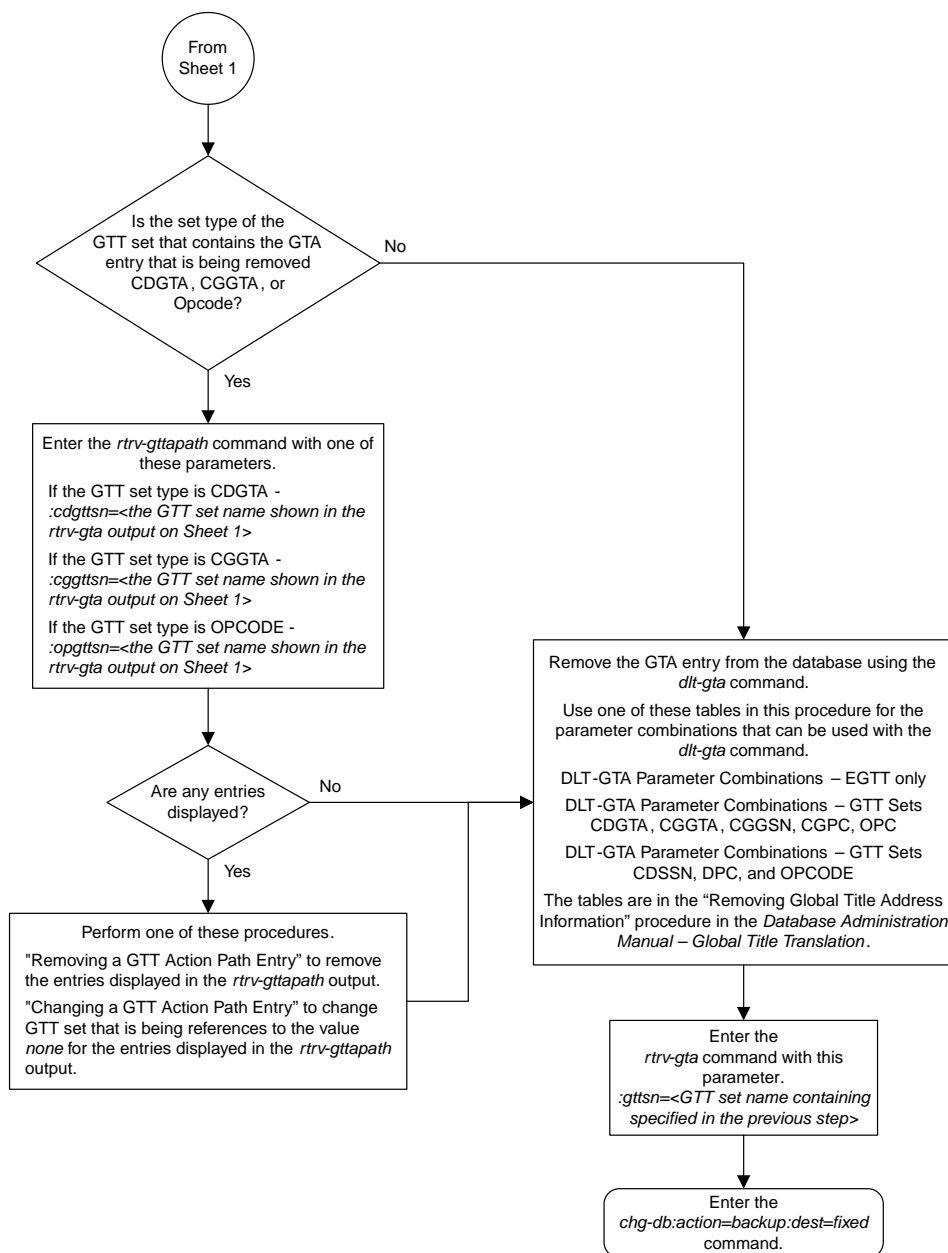 From
Sheet 1
Is the set type of the
GTT set that contains the GTA
entry that is being removed
CDGTA, CGGTA, or
Opcode?
No
Yes
Enter the rtrv-gttapath command with one of
these parameters.
If the GTT set type is CDGTA -
:cdgttsn=<the GTT set name shown in the
rtrv-gta output on Sheet 1>
If the GTT set type is CGGTA -
:cggttsn=<the GTT set name shown in the
rtrv-gta output on Sheet 1>
If the GTT set type is OPCODE -
:opgttsn=<the GTT set name shown in the
rtrv-gta output on Sheet 1>
Are any entries
displayed?
No
Yes
Perform one of these procedures.
"Removing a GTT Action Path Entry” to remove
the entries displayed in the rtrv-gttapath output.
"Changing a GTT Action Path Entry” to change
GTT set that is being references to the value
none for the entries displayed in the rtrv-gttapath
output.
Remove the GTA entry from the database using the
dlt-gta command.
Use one of these tables in this procedure for the
parameter combinations that can be used with the
dlt-gta command.
DLT-GTA Parameter Combinations – EGTT only
DLT-GTA Parameter Combinations – GTT Sets
CDGTA, CGGTA, CGGSN, CGPC, OPC
DLT-GTA Parameter Combinations – GTT Sets
CDSSN, DPC, and OPCODE
The tables are in the “Removing Global Title Address
Information” procedure in the Database Administration
Manual – Global Title Translation.
Enter the
rtrv-gta command with this
parameter.
:gttsn=<GTT set name containing
specified in the previous step>
Enter the
chg-db:action=backup:dest=fixed
command.